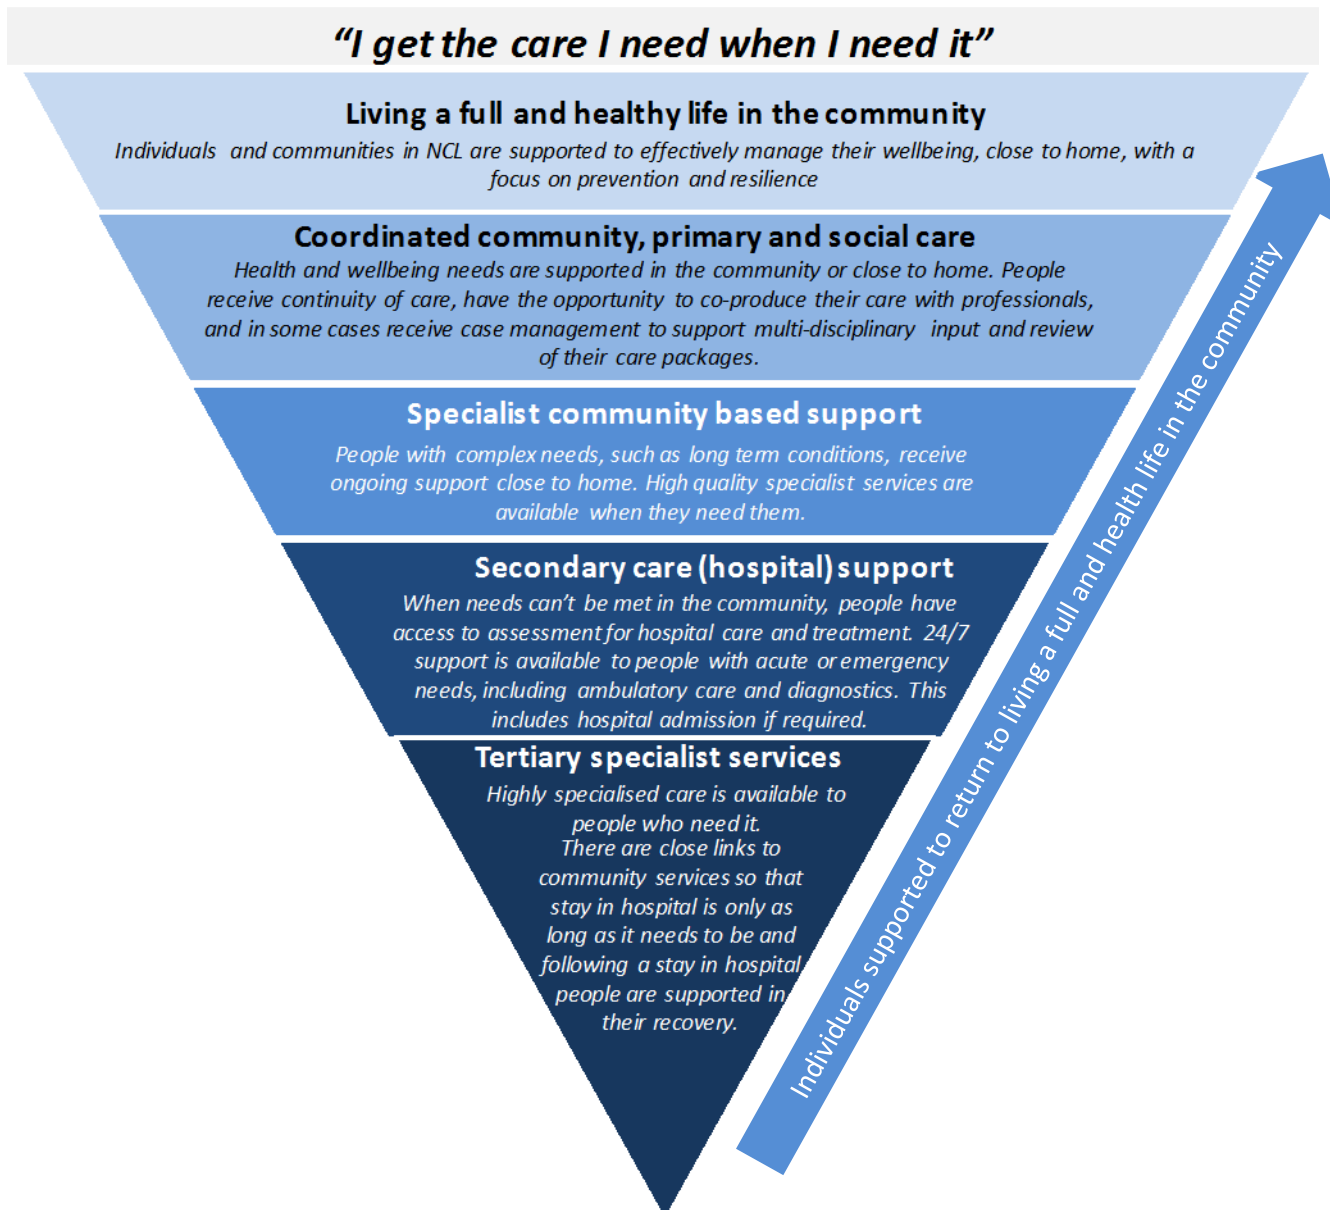 “I get the care I need when I need it”
Living a full and healthy life in the community
Individuals and communities in NCL are supported to effectively manage their wellbeing, close to home, with a
focus on prevention and resilience
Coordinated community, primary and social care
Health and wellbeing needs are supported in the community or close to home. People
receive continuity of care, have the opportunity to co-produce their care with professionals,
and in some cases receive case management to support multi-disciplinary input and review
of their care packages.
Specialist community based support
People with complex needs, such as long term conditions, receive
ongoing support close to home. High quality specialist services are
available when they need them.
Secondary care (hospital) support
When needs can’t be met in the community, people have
access to assessment for hospital care and treatment. 24/7
support is available to people with acute or emergency
needs, including ambulatory care and diagnostics. This
includes hospital admission if required.
Tertiary specialist services
Highly specialised care is available to
people who need it.
There are close links to
community services so that
stay in hospital is only as
long as it needs to be and
following a stay in hospital
people are supported in
their recovery.
Individuals supported to return to living a full and health life in the community